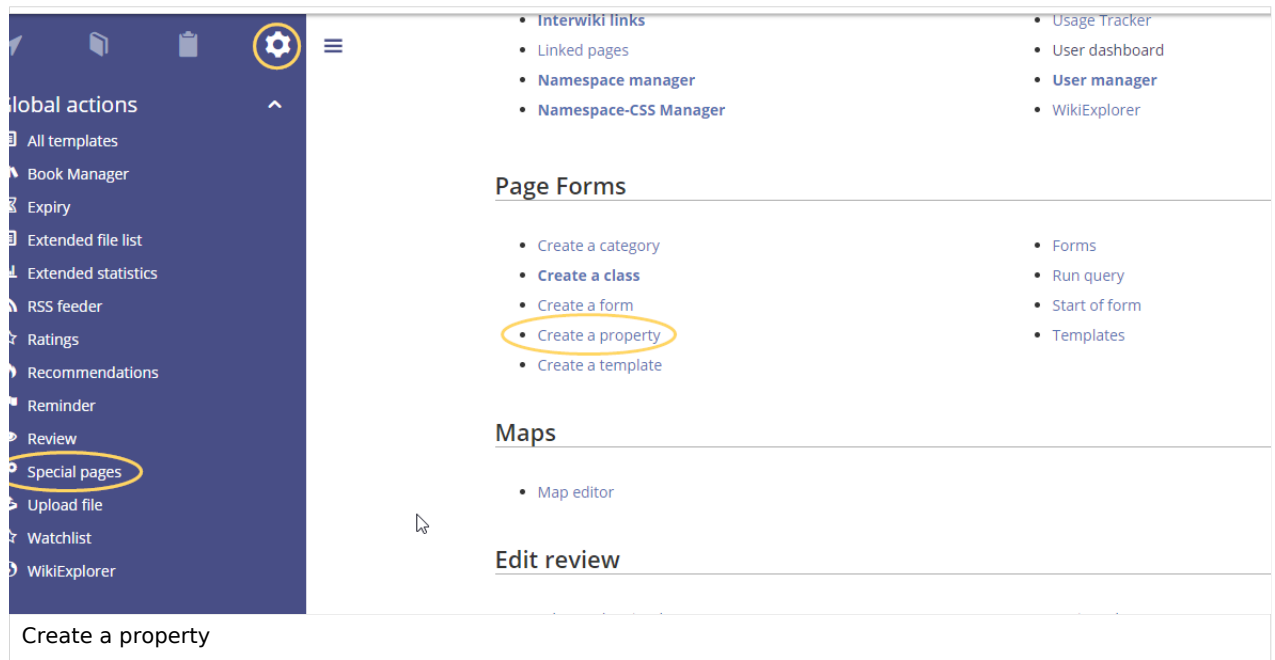 Global actions
All templates
Book Manager
Expiry
Extended file list
Extended statistics
RSS feeder
Ratings
Recommendations
Reminder
Review
Special pages
Upload file
Watchlist
WikiExplorer
Interwiki links
Linked pages
Namespace manager
Namespace-CSS Manager
Usage Tracker
User dashboard
User manager
WikiExplorer
Page Forms
Create a category
Create a class
Create a form
Create a property
Create a template
Forms
Run query
Start of form
Templates
Maps
Map editor
Edit review
Create a property